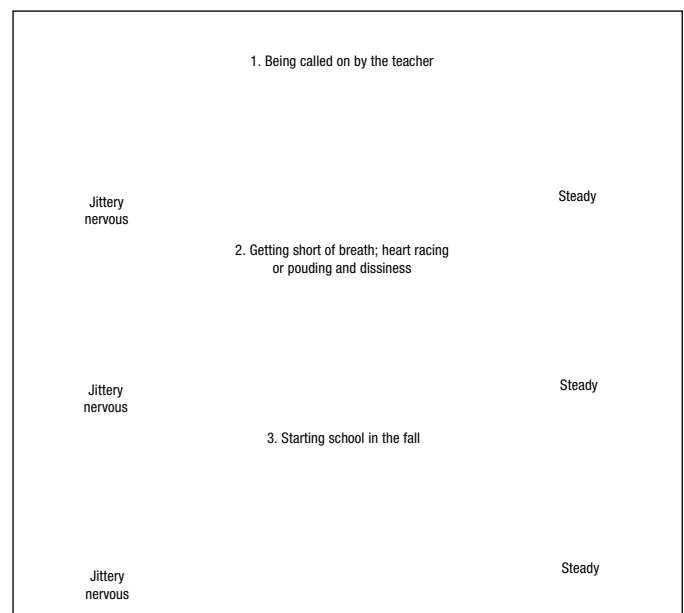 1. Being called on by the teacher
Jittery
nervous
Steady
2. Getting short of breath; heart racing
or pouding and dissiness
Jittery
nervous
Steady
3. Starting school in the fall
Jittery
nervous
Steady